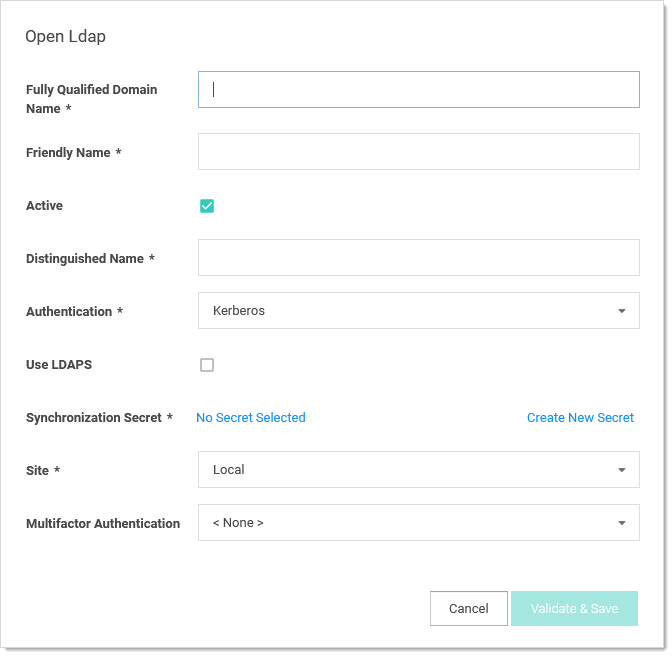 Open Ldap
Fully Qualified Domain
Name *
Friendly Name *
Active
Distinguished Name *
Authentication *
Kerberos
Use LDAPS
Synchronization Secret *
No Secret Selected
Create New Secret
Site *
Local
Multifactor Authentication
< None >
Cancel
Validate & Save